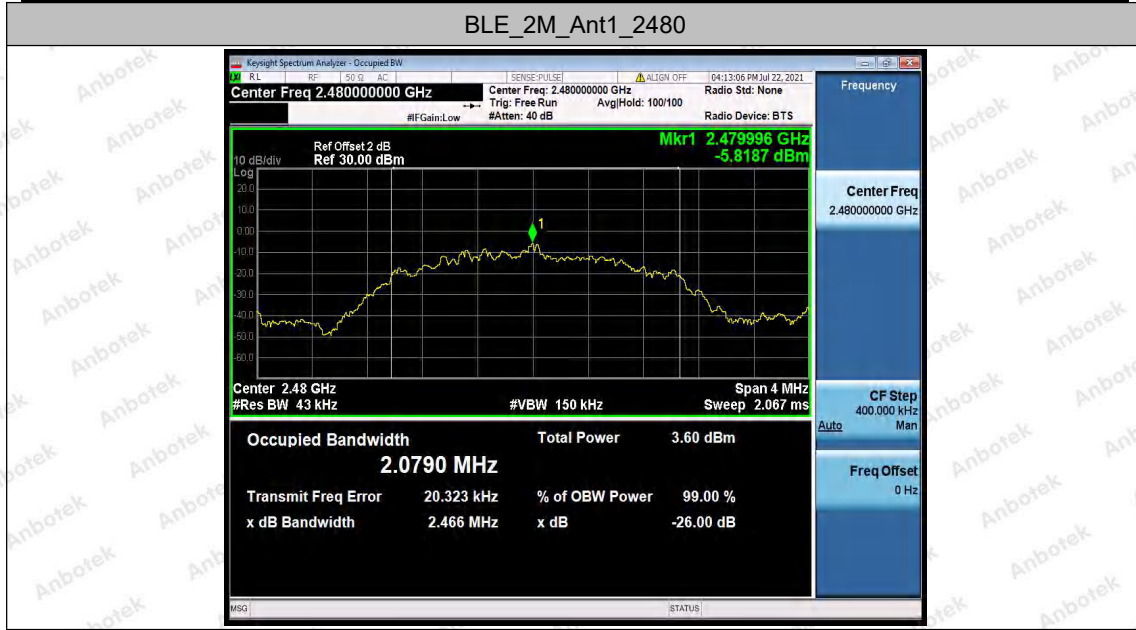 BLE_2M_Ant1_2480
Keysight Spectrum Analyzer - Occupied BW
RL RF 50 Ω AC SENSE:PULSE ALIGN OFF 04:13:06 PM Jul 22, 2021
Center Freq 2.480000000 GHz
Center Freq: 2.480000000 GHz Radio Std: None
Trig: Free Run Avg|Hold: 100/100
#IFGain:Low #Atten: 40 dB Radio Device: BTS
Mkr1 2.479996 GHz
-5.8187 dBm
Ref Offset 2 dB
10 dB/div Ref 30.00 dBm
Log
20.0
10.0
0.00
-10.0
-20.0
-30.0
-40.0
-50.0
-60.0
1
Center 2.48 GHz Span 4 MHz
#Res BW 43 kHz #VBW 150 kHz Sweep 2.067 ms
Occupied Bandwidth Total Power 3.60 dBm
2.0790 MHz
Transmit Freq Error 20.323 kHz % of OBW Power 99.00 %
x dB Bandwidth 2.466 MHz x dB -26.00 dB
MSG STATUS
Frequency
Center Freq
2.480000000 GHz
CF Step
400.000 kHz
Auto Man
Freq Offset
0 Hz
Anbotek